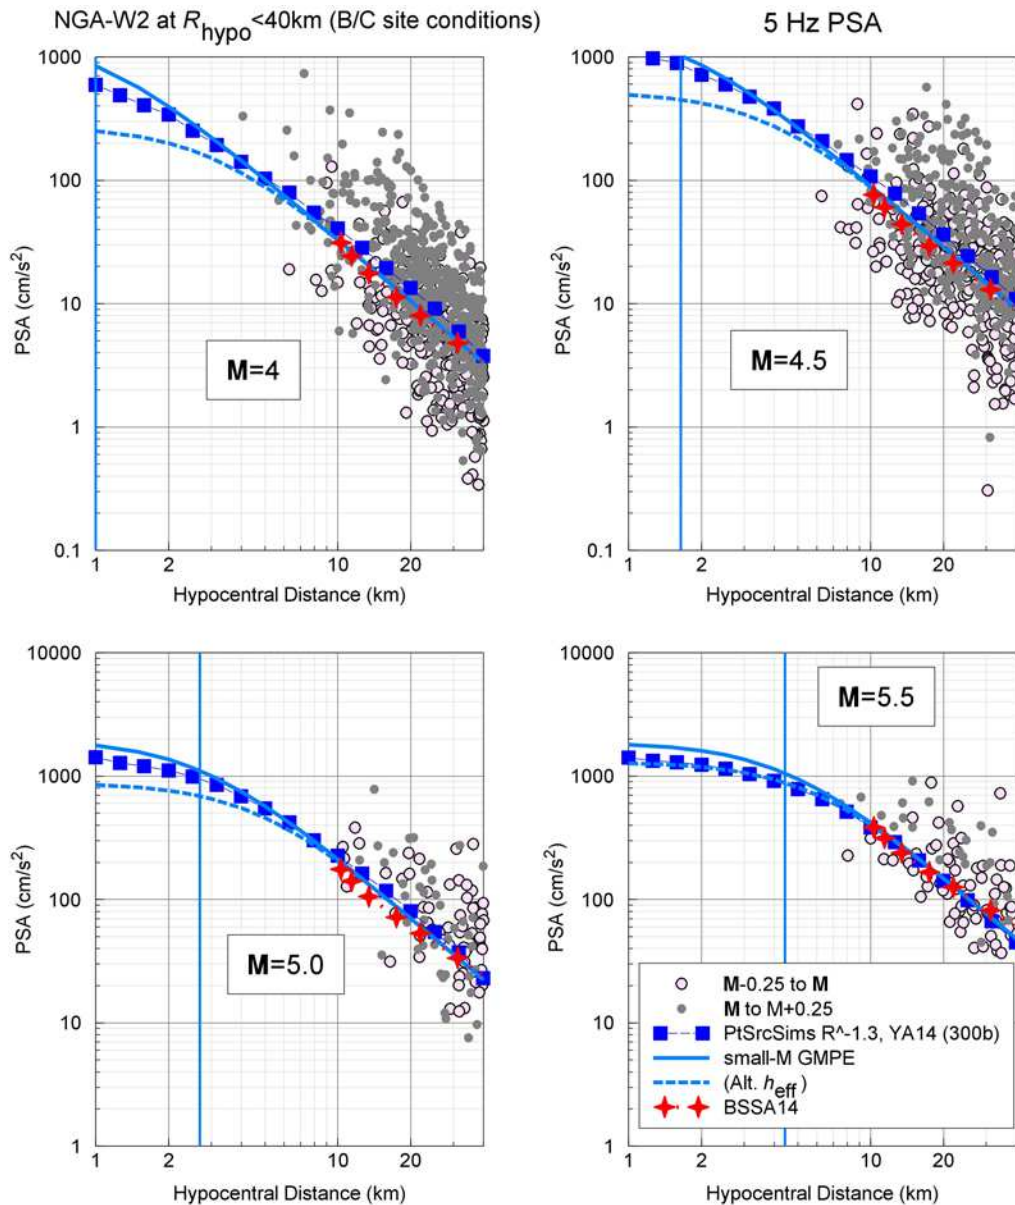 NGA-W2 at Rhypo<40km (B/C site conditions)
5 Hz PSA
1000
100
10
1
0.1
PSA (cm/s²)
M=4
1 2 10 20
Hypocentral Distance (km)
1000
100
10
1
0.1
PSA (cm/s²)
M=4.5
1 2 10 20
Hypocentral Distance (km)
10000
1000
100
10
1
PSA (cm/s²)
M=5.0
1 2 10 20
Hypocentral Distance (km)
10000
1000
100
10
1
PSA (cm/s²)
M=5.5
M-0.25 to M
M to M+0.25
PtSrcSims R^-1.3, YA14 (300b)
small-M GMPE
(Alt. heff)
BSSA14
1 2 10 20
Hypocentral Distance (km)